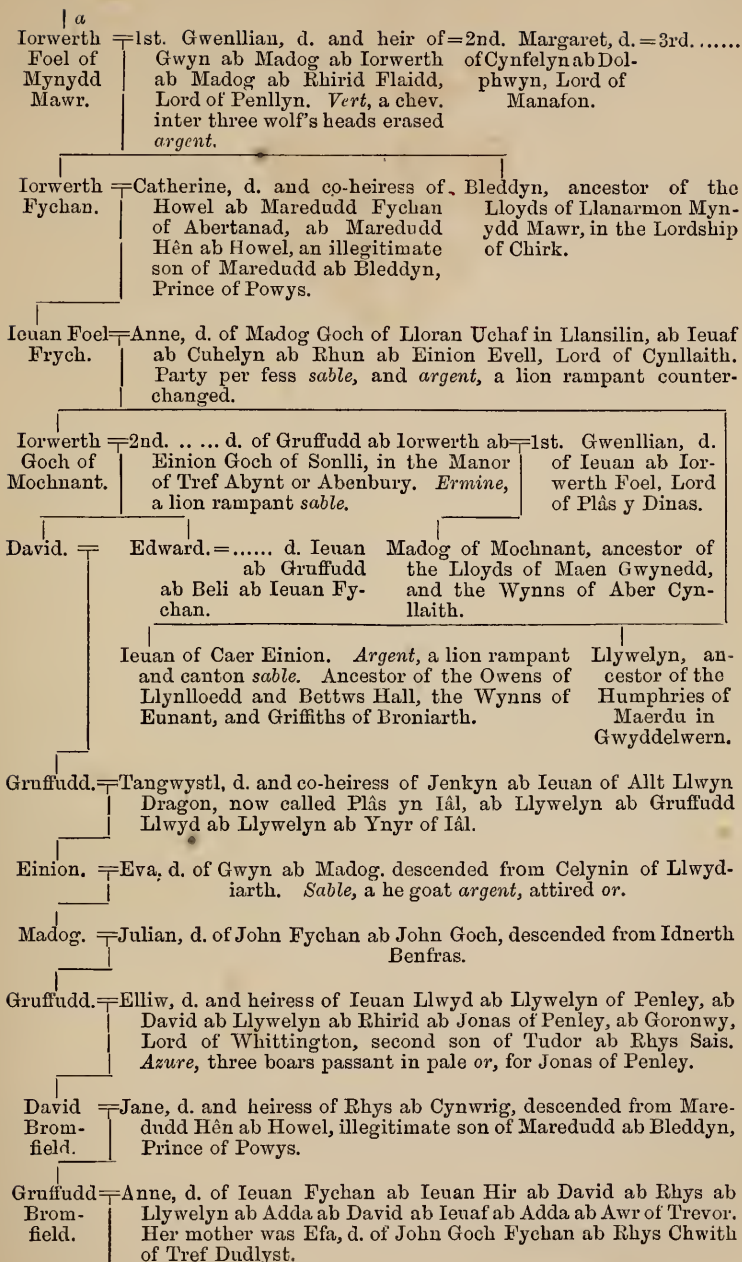 a
Iorwerth =1st. Gwenllian, d. and heir of=2nd. Margaret, d.=3rd. ......
Foel of Gwyn ab Madog ab Iorwerth of Cynfelyn ab Dol-
Mynydd ab Madog ab Rhirid Flaidd, phwyn, Lord of
Mawr. Lord of Penllyn. Vert, a chev. Manafon.
inter three wolf's heads erased
argent.
Iorwerth =Catherine, d. and co-heiress of Bleddyn, ancestor of the
Fychan. Howel ab Maredudd Fychan Lloyds of Llanarmon Myn-
of Abertanad, ab Maredudd ydd Mawr, in the Lordship
Hên ab Howel, an illegitimate of Chirk.
son of Maredudd ab Bleddyn,
Prince of Powys.
Ieuan Foel=Anne, d. of Madog Goch of Lloran Uchaf in Llansilin, ab Ieuaf
Frych. ab Cuhelyn ab Rhun ab Einion Evell, Lord of Cynllaith.
Party per fess sable, and argent, a lion rampant counter-
changed.
Iorwerth =2nd. .. ... d. of Gruffudd ab Iorwerth ab=1st. Gwenllian, d.
Goch of Einion Goch of Sonlli, in the Manor of Ieuan ab Ior-
Mochnant. of Tref Abynt or Abenbury. Ermine, werth Foel, Lord
a lion rampant sable. of Plâs y Dinas.
David. = Edward.=...... d. Ieuan Madog of Mochnant, ancestor of
ab Gruffudd the Lloyds of Maen Gwynedd,
ab Beli ab Ieuan Fy- and the Wynns of Aber Cyn-
chan. llaith.
Ieuan of Caer Einion. Argent, a lion rampant Llywelyn, an-
and canton sable. Ancestor of the Owens of cestor of the
Llynlloedd and Bettws Hall, the Wynns of Humphries of
Eunant, and Griffiths of Broniarth. Maerdu in
Gwyddelwern.
Gruffudd.=Tangwystl, d. and co-heiress of Jenkyn ab Ieuan of Allt Llwyn
Dragon, now called Plâs yn Iâl, ab Llywelyn ab Gruffudd
Llwyd ab Llywelyn ab Ynyr of Iâl.
Einion. =Eva, d. of Gwyn ab Madog. descended from Celynin of Llwyd-
iarth. Sable, a he goat argent, attired or.
Madog. =Julian, d. of John Fychan ab John Goch, descended from Idnerth
Benfras.
Gruffudd.=Elliw, d. and heiress of Ieuan Llwyd ab Llywelyn of Penley, ab
David ab Llywelyn ab Rhirid ab Jonas of Penley, ab Goronwy,
Lord of Whittington, second son of Tudor ab Rhys Sais.
Azure, three boars passant in pale or, for Jonas of Penley.
David =Jane, d. and heiress of Rhys ab Cynwrig, descended from Mare-
Brom- dudd Hên ab Howel, illegitimate son of Maredudd ab Bleddyn,
field. Prince of Powys.
Gruffudd=Anne, d. of Ieuan Fychan ab Ieuan Hir ab David ab Rhys ab
Brom- Llywelyn ab Adda ab David ab Ieuaf ab Adda ab Awr of Trevor.
field. Her mother was Efa, d. of John Goch Fychan ab Rhys Chwith
of Tref Dudlyst.